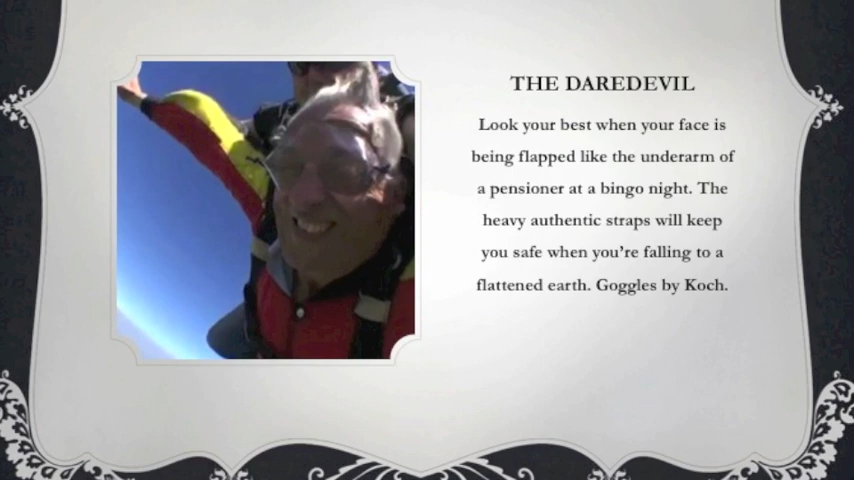 THE DAREDEVIL
Look your best when your face is
being flapped like the underarm of
a pensioner at a bingo night. The
heavy authentic straps will keep
you safe when you’re falling to a
flattened earth. Goggles by Koch.